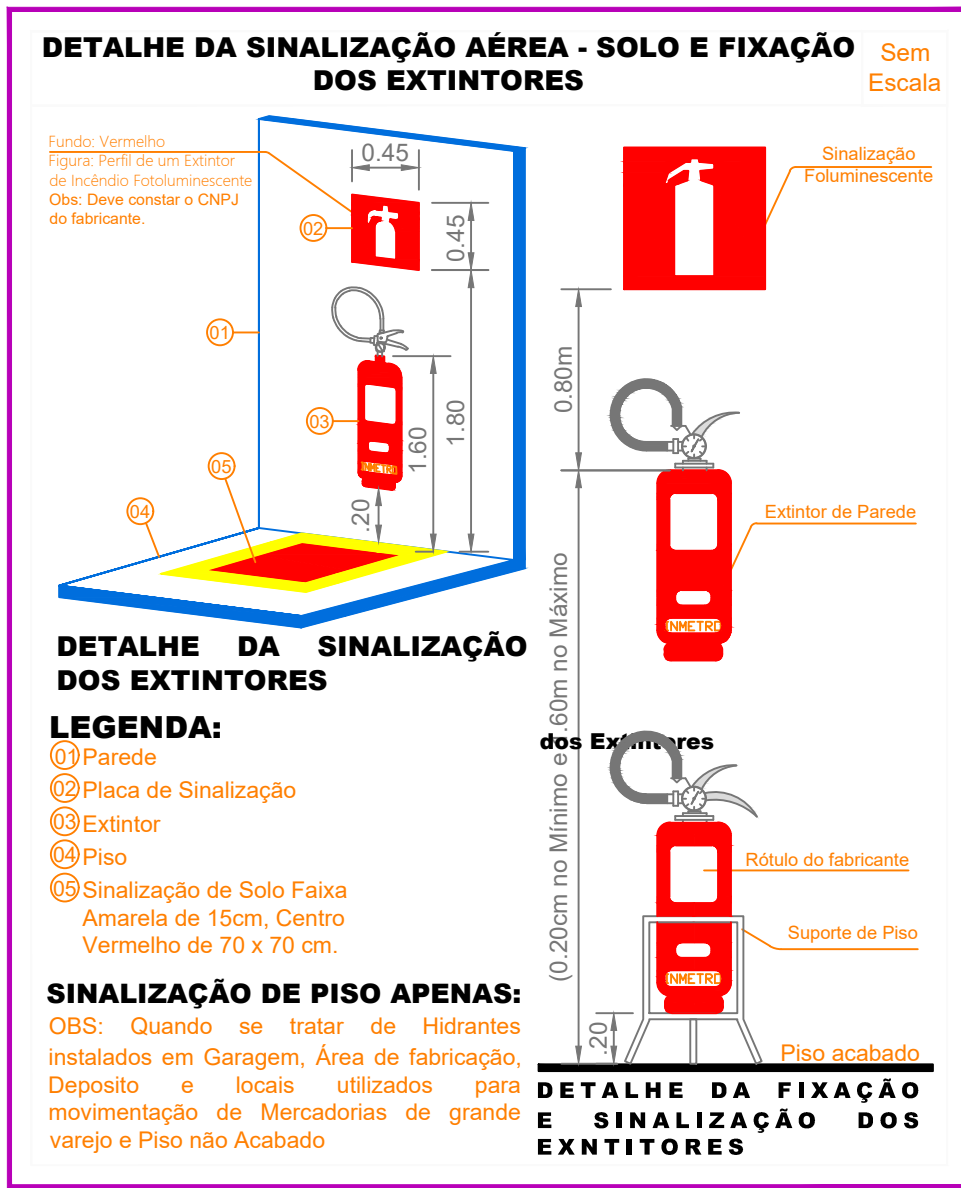 DETALHE DA SINALIZAÇÃO AÉREA - SOLO E FIXAÇÃO
DOS EXTINTORES
Sem
Escala
Fundo: Vermelho
Figura: Perfil de um Extintor
de Incêndio Fotoluminescente
Obs: Deve constar o CNPJ
do fabricante.
0.45
02
0.45
01
03
1.60
1.80
INMETRO
05
.20
04
DETALHE DA SINALIZAÇÃO
DOS EXTINTORES
LEGENDA:
01 Parede
02 Placa de Sinalização
03 Extintor
04 Piso
05 Sinalização de Solo Faixa
Amarela de 15cm, Centro
Vermelho de 70 x 70 cm.
SINALIZAÇÃO DE PISO APENAS:
OBS: Quando se tratar de Hidrantes
instalados em Garagem, Área de fabricação,
Deposito e locais utilizados para
movimentação de Mercadorias de grande
varejo e Piso não Acabado
Sinalização
Foluminescente
0.80m
Extintor de Parede
INMETRO
(0.20cm no Mínimo e 1.60m no Máximo
dos Extintores
Rótulo do fabricante
Suporte de Piso
INMETRO
.20
Piso acabado
DETALHE DA FIXAÇÃO
E SINALIZAÇÃO DOS
EXNTITORES